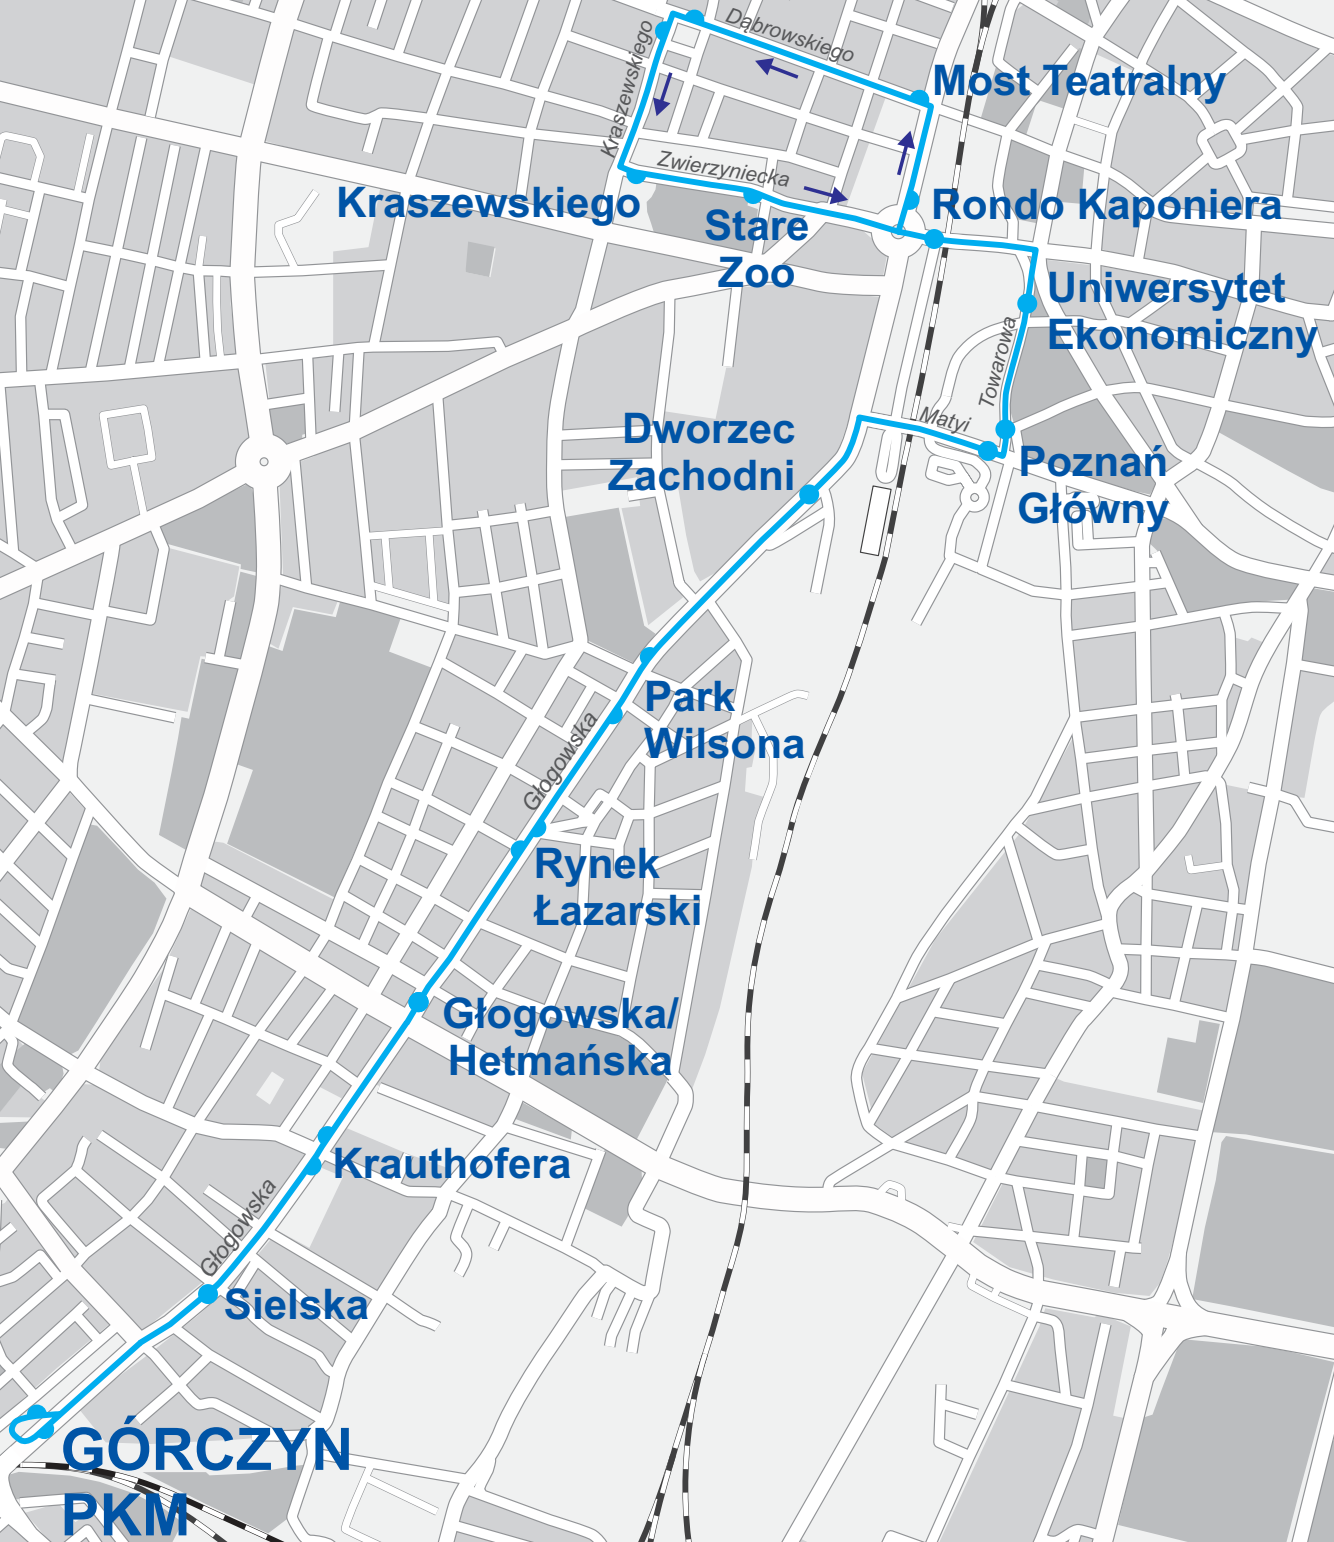 Dąbrowskiego
Kraszewskiego
Most Teatralny
Zwierzyniecka
Kraszewskiego
Stare
Zoo
Rondo Kaponiera
Uniwersytet
Ekonomiczny
Towarowa
Matyi
Dworzec
Zachodni
Poznań
Główny
Park
Wilsona
Głogowska
Rynek
Łazarski
Głogowska/
Hetmańska
Krauthofera
Głogowska
Sielska
GÓRCZYN
PKM